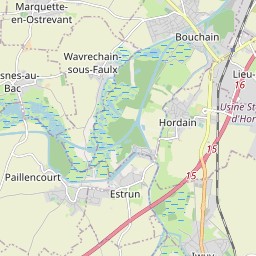 Marquette-
en-Ostrevant
Bouchain
Wavrechain-
sous-Faulx
Lieu-
snes-au-
Bac
16
Usine S
d'Hor
Hordain
15
15
Paillencourt
Estrun
Iwuy